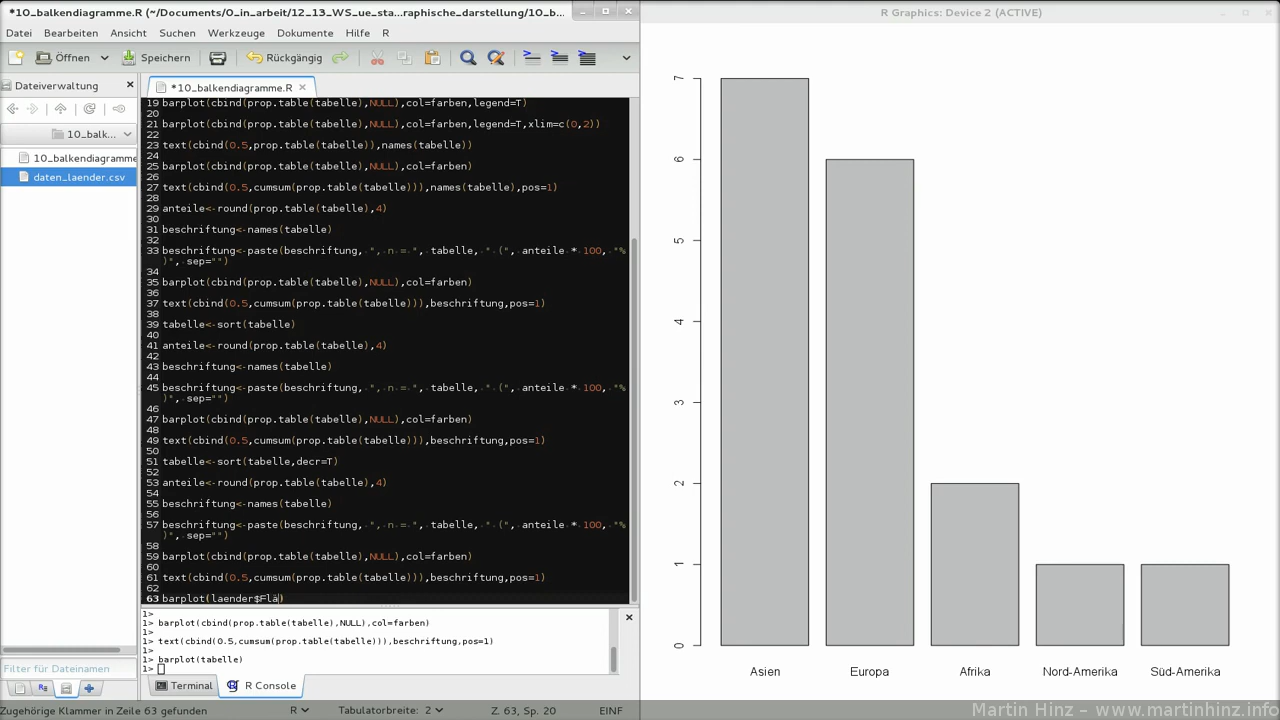 *10_balkendiagramme.R (~/Documents/O_in_arbeit/12_13_WS_ue_sta...raphische_darstellung/10_b...
R Graphics: Device 2 (ACTIVE)
Datei Bearbeiten Ansicht Suchen Werkzeuge Dokumente Hilfe R
Öffnen Speichern Rückgängig
Dateiverwaltung
10_balk...
10_balkendiagramme
daten_laender.csv
Filter für Dateinamen
*10_balkendiagramme.R
19 barplot(cbind(prop.table(tabelle),NULL),col=farben,legend=T)
20
21 barplot(cbind(prop.table(tabelle),NULL),col=farben,legend=T,xlim=c(0,2))
22
23 text(cbind(0.5,prop.table(tabelle)),names(tabelle))
24
25 barplot(cbind(prop.table(tabelle),NULL),col=farben)
26
27 text(cbind(0.5,cumsum(prop.table(tabelle))),names(tabelle),pos=1)
28
29 anteile<-round(prop.table(tabelle),4)
30
31 beschriftung<-names(tabelle)
32
33 beschriftung<-paste(beschriftung, ", n = ", tabelle, " (", anteile * 100, "%
)", sep="")
34
35 barplot(cbind(prop.table(tabelle),NULL),col=farben)
36
37 text(cbind(0.5,cumsum(prop.table(tabelle))),beschriftung,pos=1)
38
39 tabelle<-sort(tabelle)
40
41 anteile<-round(prop.table(tabelle),4)
42
43 beschriftung<-names(tabelle)
44
45 beschriftung<-paste(beschriftung, ", n = ", tabelle, " (", anteile * 100, "%
)", sep="")
46
47 barplot(cbind(prop.table(tabelle),NULL),col=farben)
48
49 text(cbind(0.5,cumsum(prop.table(tabelle))),beschriftung,pos=1)
50
51 tabelle<-sort(tabelle,decr=T)
52
53 anteile<-round(prop.table(tabelle),4)
54
55 beschriftung<-names(tabelle)
56
57 beschriftung<-paste(beschriftung, ", n = ", tabelle, " (", anteile * 100, "%
)", sep="")
58
59 barplot(cbind(prop.table(tabelle),NULL),col=farben)
60
61 text(cbind(0.5,cumsum(prop.table(tabelle))),beschriftung,pos=1)
62
63 barplot(laender$Flä)
1>
1> barplot(cbind(prop.table(tabelle),NULL),col=farben)
1>
1> text(cbind(0.5,cumsum(prop.table(tabelle))),beschriftung,pos=1)
1>
1> barplot(tabelle)
1>
Terminal R Console
Zugehörige Klammer in Zeile 63 gefunden R Tabulatorbreite: 2 Z. 63, Sp. 20 EINF
7
6
5
4
3
2
1
0
Asien Europa Afrika Nord-Amerika Süd-Amerika
Martin Hinz - www.martinhinz.info